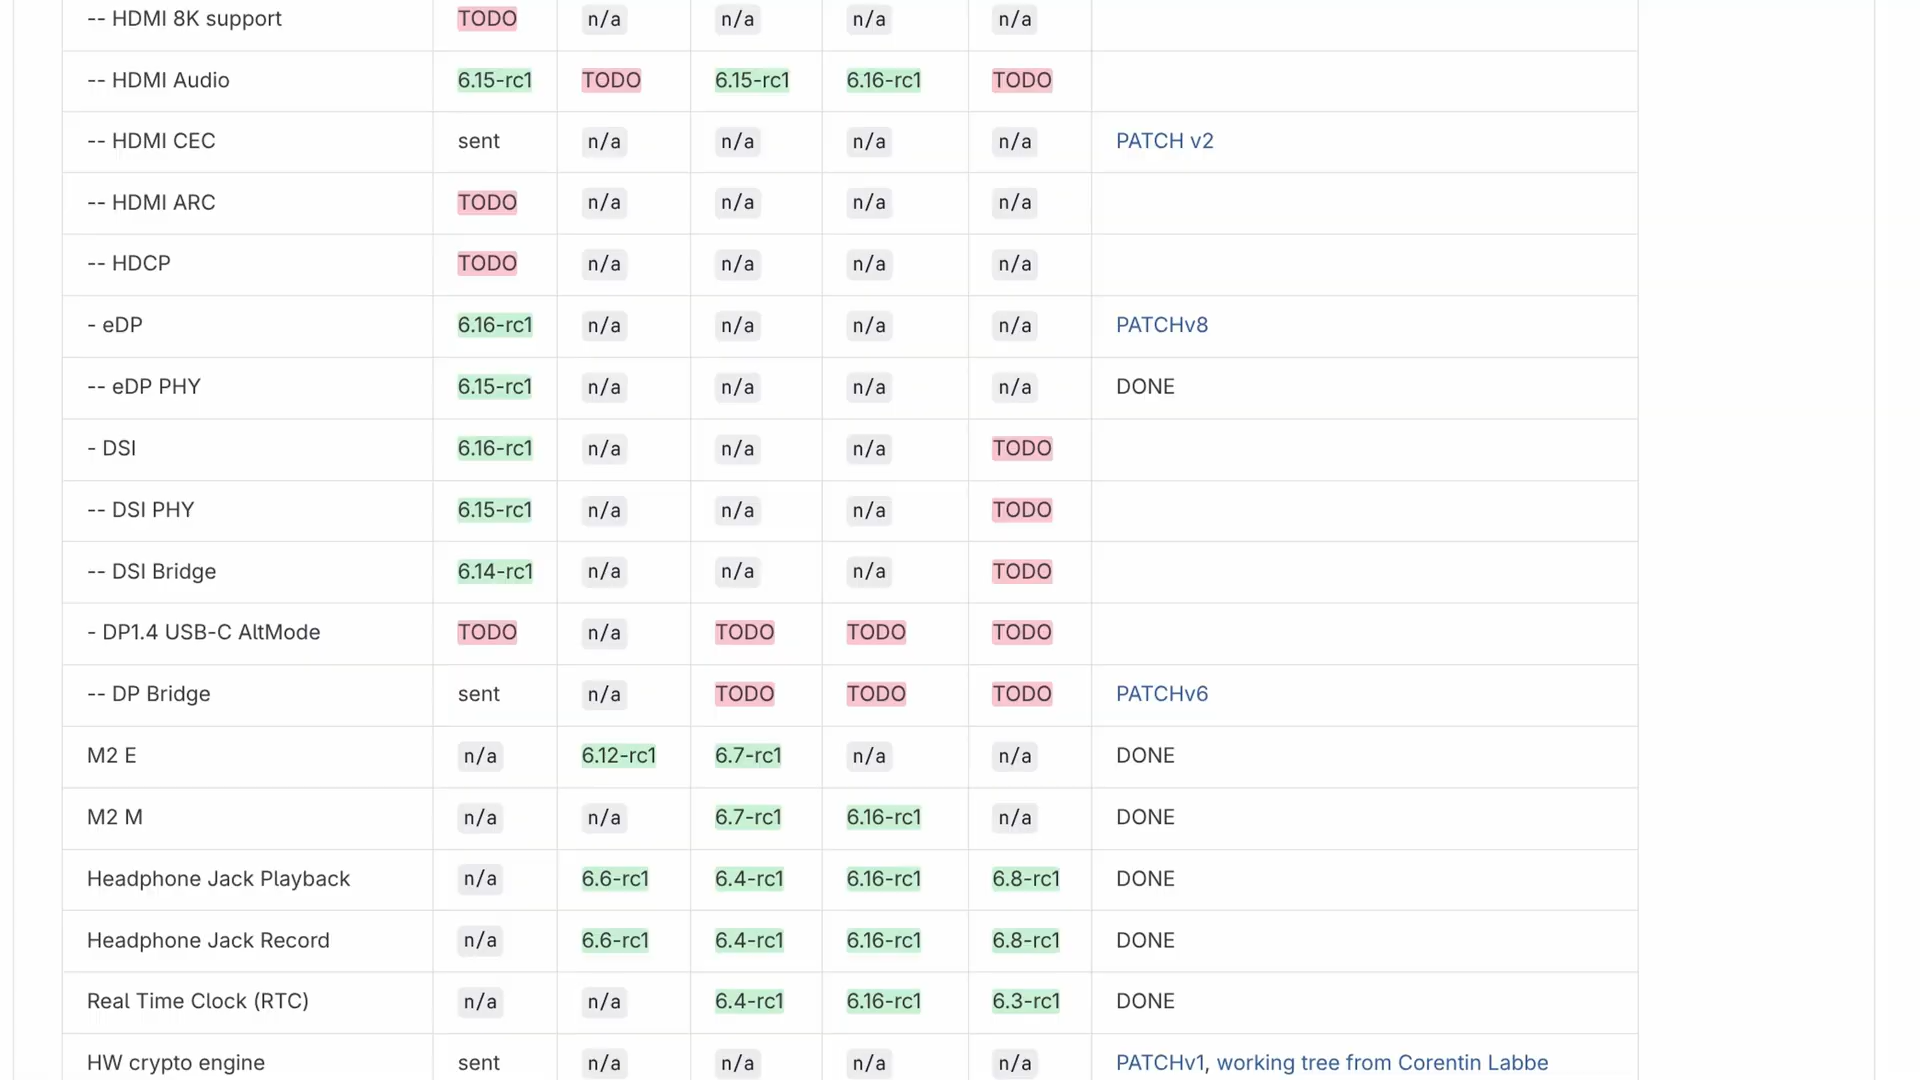 -- HDMI 8K support TODO n/a n/a n/a n/a
-- HDMI Audio 6.15-rc1 TODO 6.15-rc1 6.16-rc1 TODO
-- HDMI CEC sent n/a n/a n/a n/a PATCH v2
-- HDMI ARC TODO n/a n/a n/a n/a
-- HDCP TODO n/a n/a n/a n/a
- eDP 6.16-rc1 n/a n/a n/a n/a PATCHv8
-- eDP PHY 6.15-rc1 n/a n/a n/a n/a DONE
- DSI 6.16-rc1 n/a n/a n/a TODO
-- DSI PHY 6.15-rc1 n/a n/a n/a TODO
-- DSI Bridge 6.14-rc1 n/a n/a n/a TODO
- DP1.4 USB-C AltMode TODO n/a TODO TODO TODO
-- DP Bridge sent n/a TODO TODO TODO PATCHv6
M2 E n/a 6.12-rc1 6.7-rc1 n/a n/a DONE
M2 M n/a n/a 6.7-rc1 6.16-rc1 n/a DONE
Headphone Jack Playback n/a 6.6-rc1 6.4-rc1 6.16-rc1 6.8-rc1 DONE
Headphone Jack Record n/a 6.6-rc1 6.4-rc1 6.16-rc1 6.8-rc1 DONE
Real Time Clock (RTC) n/a n/a 6.4-rc1 6.16-rc1 6.3-rc1 DONE
HW crypto engine sent n/a n/a n/a n/a PATCHv1, working tree from Corentin Labbe